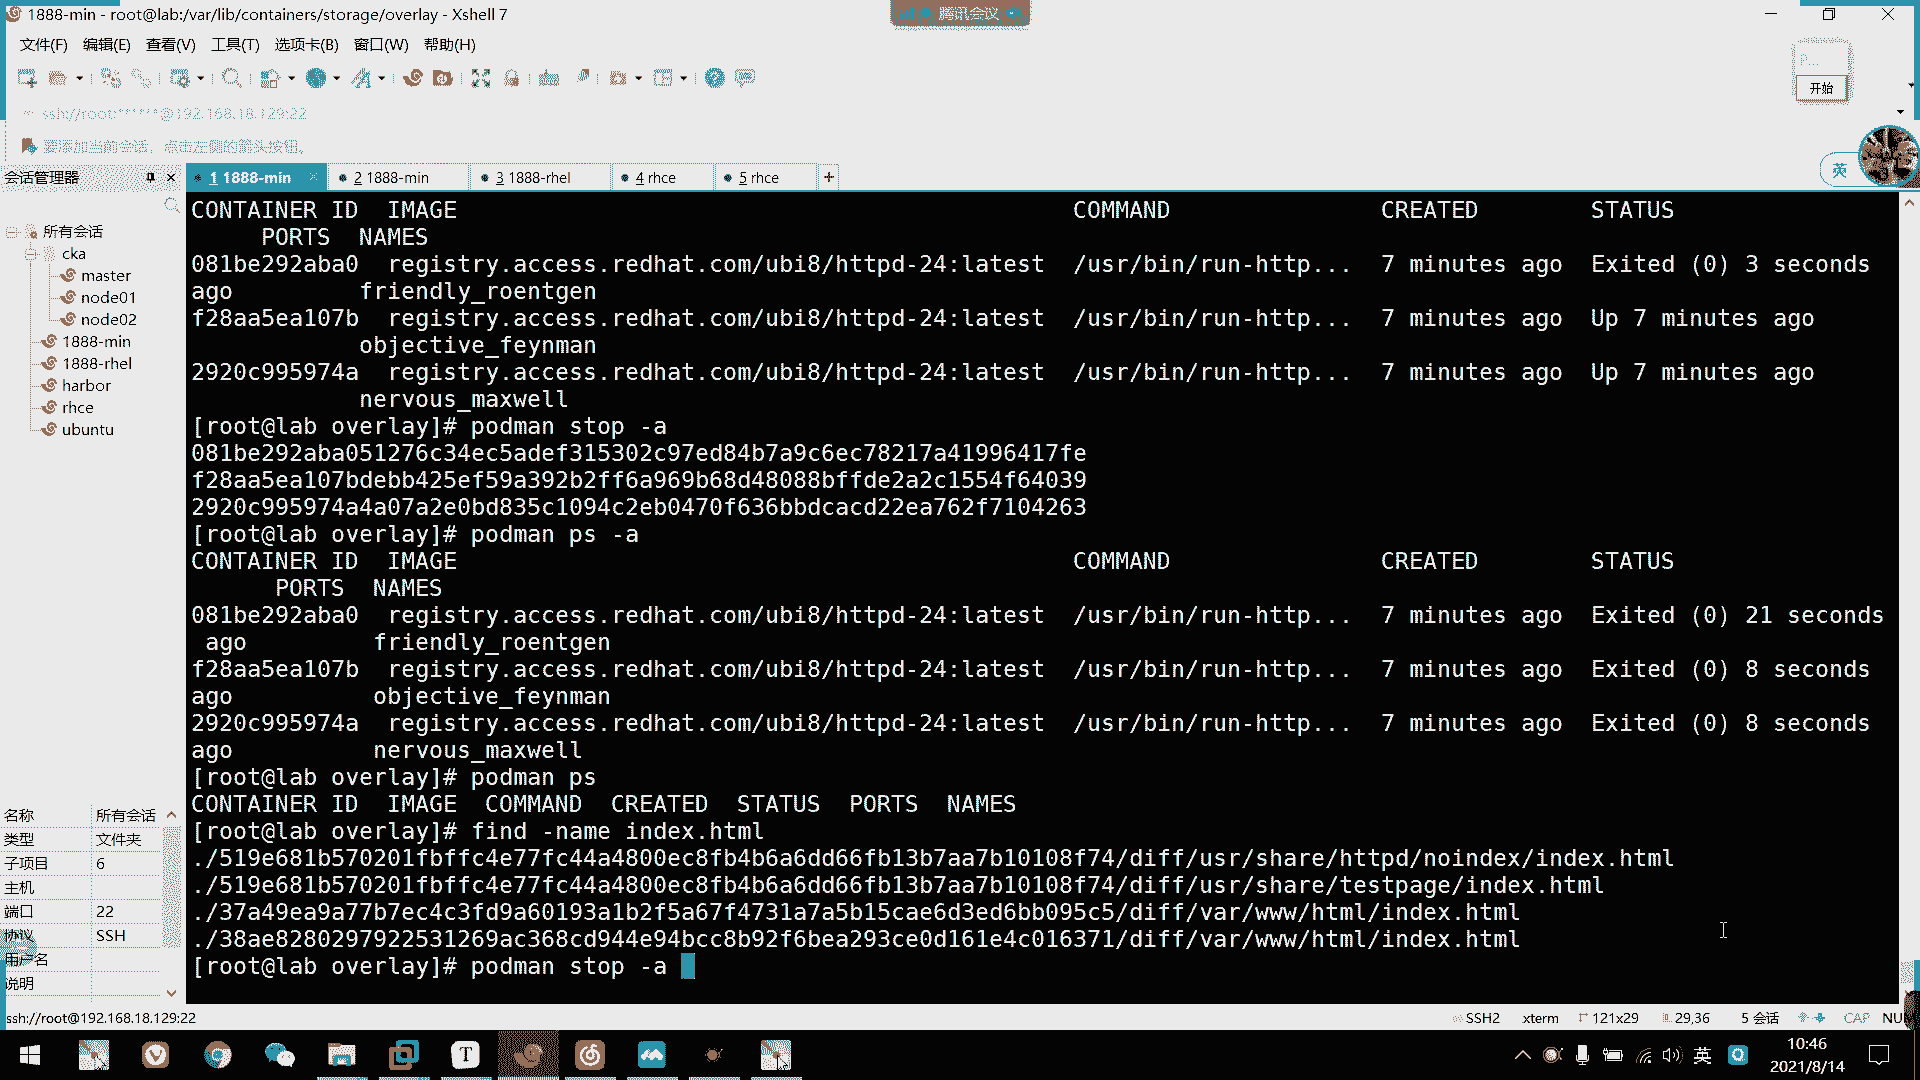 1888-min - root@lab:/var/lib/containers/storage/overlay - Xshell 7
腾讯会议
文件(F) 编辑(E) 查看(V) 工具(T) 选项卡(B) 窗口(W) 帮助(H)
P...
开始
ssh://root:******@192.168.18.129:22
要添加当前会话，点击左侧的箭头按钮。
会话管理器
1 1888-min
2 1888-min
3 1888-rhel
4 rhce
5 rhce
英
所有会话
cka
master
node01
node02
1888-min
1888-rhel
harbor
rhce
ubuntu
名称 所有会话
类型 文件夹
子项目 6
主机
端口 22
协议 SSH
用户名
说明
CONTAINER ID  IMAGE                                            COMMAND               CREATED        STATUS
     PORTS  NAMES
081be292aba0  registry.access.redhat.com/ubi8/httpd-24:latest  /usr/bin/run-http...  7 minutes ago  Exited (0) 3 seconds
ago         friendly_roentgen
f28aa5ea107b  registry.access.redhat.com/ubi8/httpd-24:latest  /usr/bin/run-http...  7 minutes ago  Up 7 minutes ago
            objective_feynman
2920c995974a  registry.access.redhat.com/ubi8/httpd-24:latest  /usr/bin/run-http...  7 minutes ago  Up 7 minutes ago
            nervous_maxwell
[root@lab overlay]# podman stop -a
081be292aba051276c34ec5adef315302c97ed84b7a9c6ec78217a41996417fe
f28aa5ea107bdebb425ef59a392b2ff6a969b68d48088bffde2a2c1554f64039
2920c995974a4a07a2e0bd835c1094c2eb0470f636bbdcacd22ea762f7104263
[root@lab overlay]# podman ps -a
CONTAINER ID  IMAGE                                            COMMAND               CREATED        STATUS
      PORTS  NAMES
081be292aba0  registry.access.redhat.com/ubi8/httpd-24:latest  /usr/bin/run-http...  7 minutes ago  Exited (0) 21 seconds
 ago         friendly_roentgen
f28aa5ea107b  registry.access.redhat.com/ubi8/httpd-24:latest  /usr/bin/run-http...  7 minutes ago  Exited (0) 8 seconds
ago          objective_feynman
2920c995974a  registry.access.redhat.com/ubi8/httpd-24:latest  /usr/bin/run-http...  7 minutes ago  Exited (0) 8 seconds
ago          nervous_maxwell
[root@lab overlay]# podman ps
CONTAINER ID  IMAGE  COMMAND  CREATED  STATUS  PORTS  NAMES
[root@lab overlay]# find -name index.html
./519e681b570201fbffc4e77fc44a4800ec8fb4b6a6dd66fb13b7aa7b10108f74/diff/usr/share/httpd/noindex/index.html
./519e681b570201fbffc4e77fc44a4800ec8fb4b6a6dd66fb13b7aa7b10108f74/diff/usr/share/testpage/index.html
./37a49ea9a77b7ec4c3fd9a60193a1b2f5a67f4731a7a5b15cae6d3ed6bb095c5/diff/var/www/html/index.html
./38ae8280297922531269ac368cd944e94bcc8b92f6bea293ce0d161e4c016371/diff/var/www/html/index.html
[root@lab overlay]# podman stop -a
ssh://root@192.168.18.129:22
SSH2 xterm 121x29 29,36 5 会话 CAP NUM
英
10:46
2021/8/14